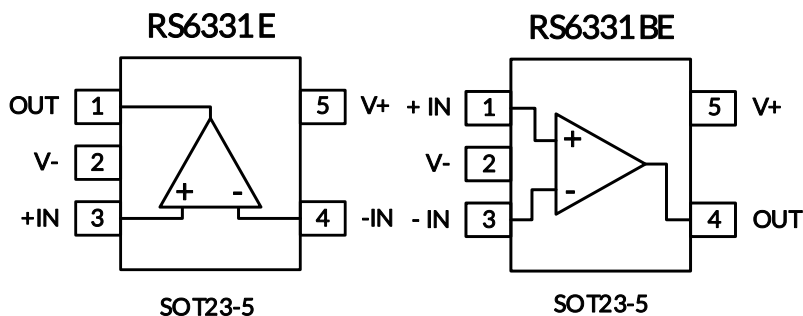 RS6331E
OUT 1 5 V+
V- 2
+IN 3 + - 4 -IN
SOT23-5
RS6331BE
+ IN 1 + 5 V+
V- 2
- IN 3 - 4 OUT
SOT23-5